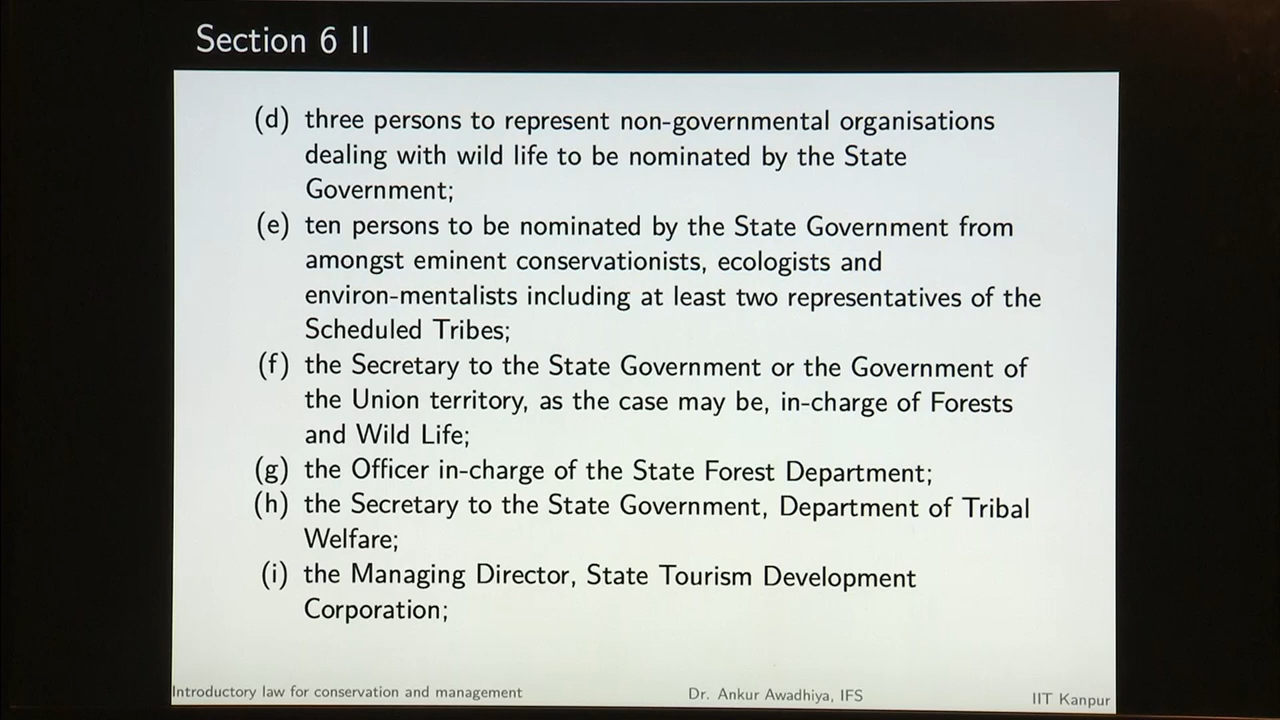 Section 6 II
(d) three persons to represent non-governmental organisations
dealing with wild life to be nominated by the State
Government;
(e) ten persons to be nominated by the State Government from
amongst eminent conservationists, ecologists and
environ-mentalists including at least two representatives of the
Scheduled Tribes;
(f) the Secretary to the State Government or the Government of
the Union territory, as the case may be, in-charge of Forests
and Wild Life;
(g) the Officer in-charge of the State Forest Department;
(h) the Secretary to the State Government, Department of Tribal
Welfare;
(i) the Managing Director, State Tourism Development
Corporation;
Introductory law for conservation and management
Dr. Ankur Awadhiya, IFS
IIT Kanpur